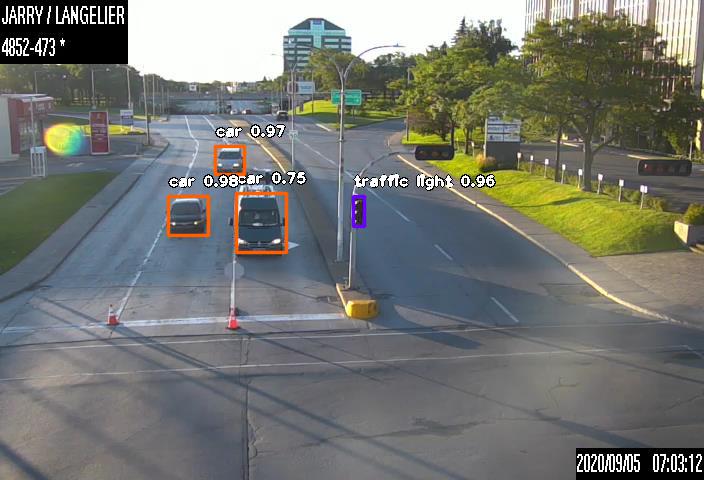 JARRY / LANGELIER
4852-473 *
car 0.97
car 0.98
car 0.75
traffic light 0.96
2020/09/05 07:03:12